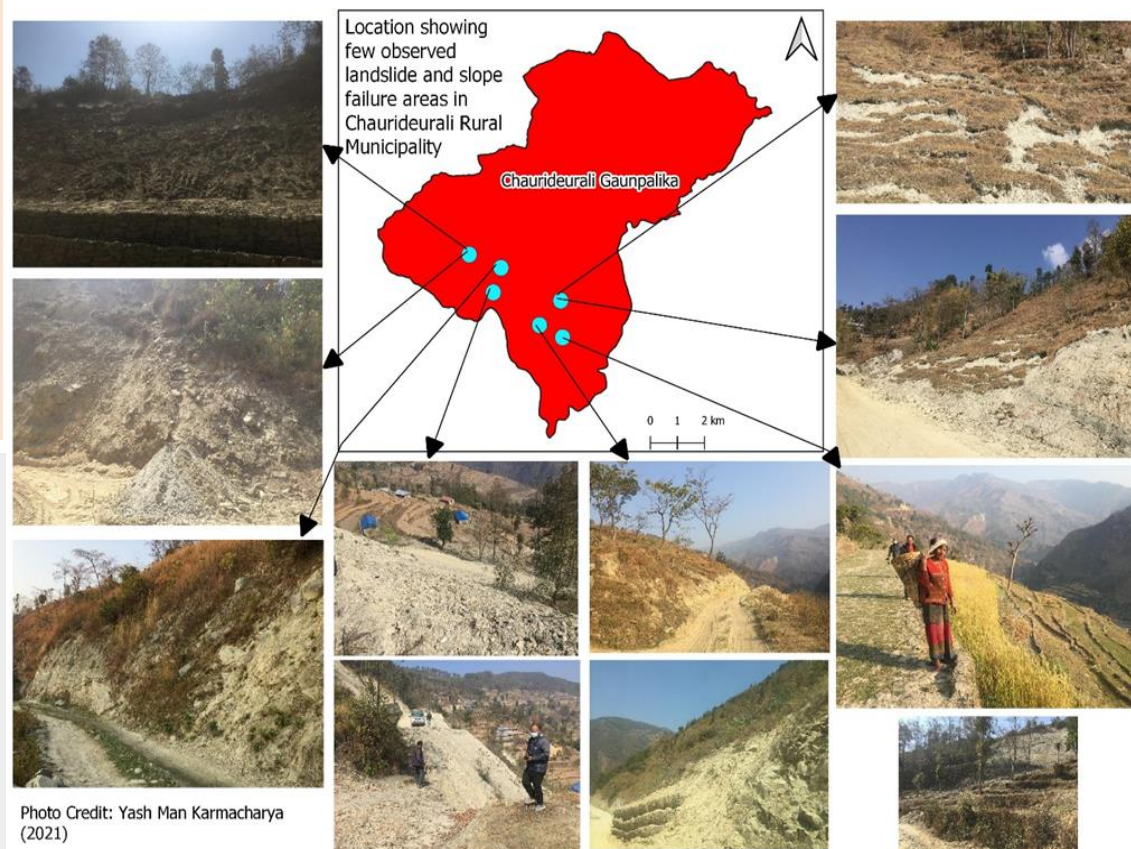 Location showing
few observed
landslide and slope
failure areas in
Chaurideurali Rural
Municipality
Chaurideurali Gaunpalika
0 1 2 km
Photo Credit: Yash Man Karmacharya
(2021)